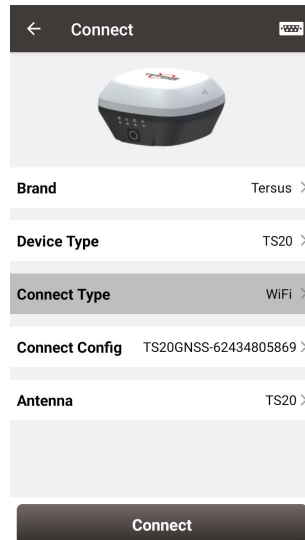 Connect
Brand Tersus
Device Type TS20
Connect Type WiFi
Connect Config TS20GNSS-62434805869
Antenna TS20
Connect